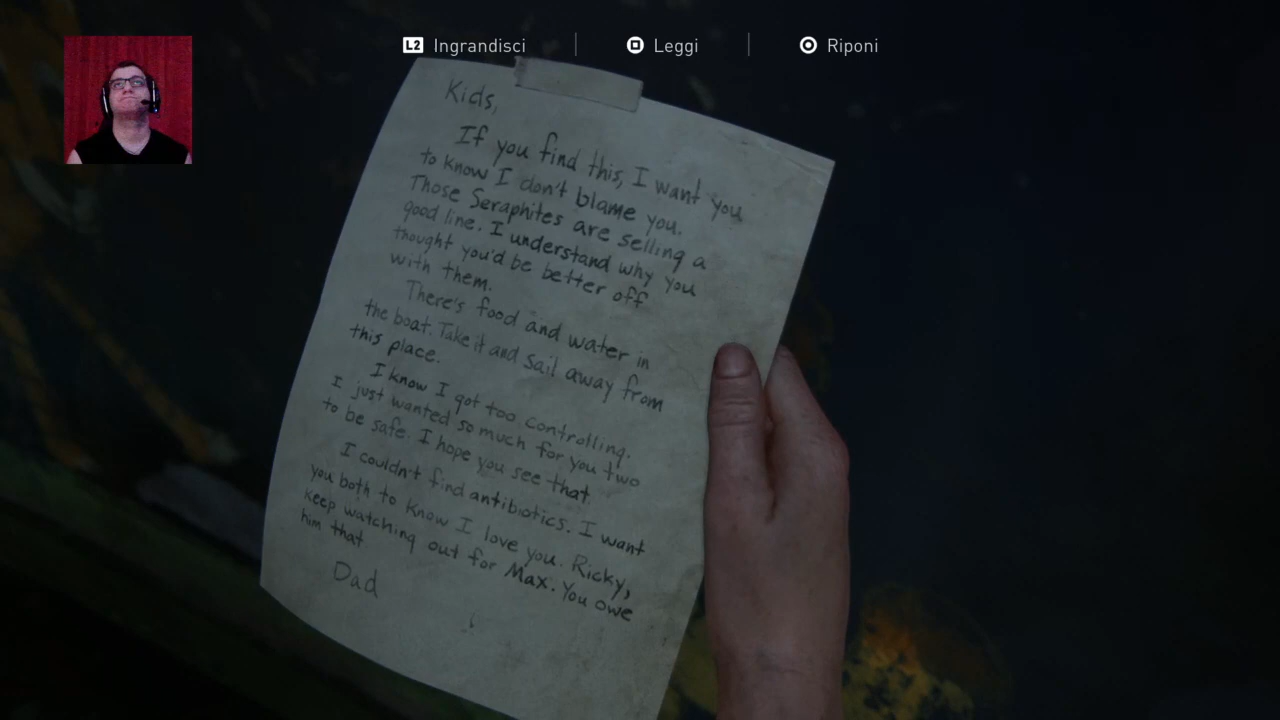 L2 Ingrandisci
Leggi
Riponi
Kids,
If you find this, I want you
to know I don't blame you.
Those Seraphites are selling a
good line. I understand why you
thought you'd be better off
with them.
There's food and water in
the boat. Take it and sail away from
this place.
I know I got too controlling.
I just wanted so much for you two
to be safe. I hope you see that
I couldn't find antibiotics. I want
you both to know I love you. Ricky,
keep watching out for Max. You owe
him that
Dad